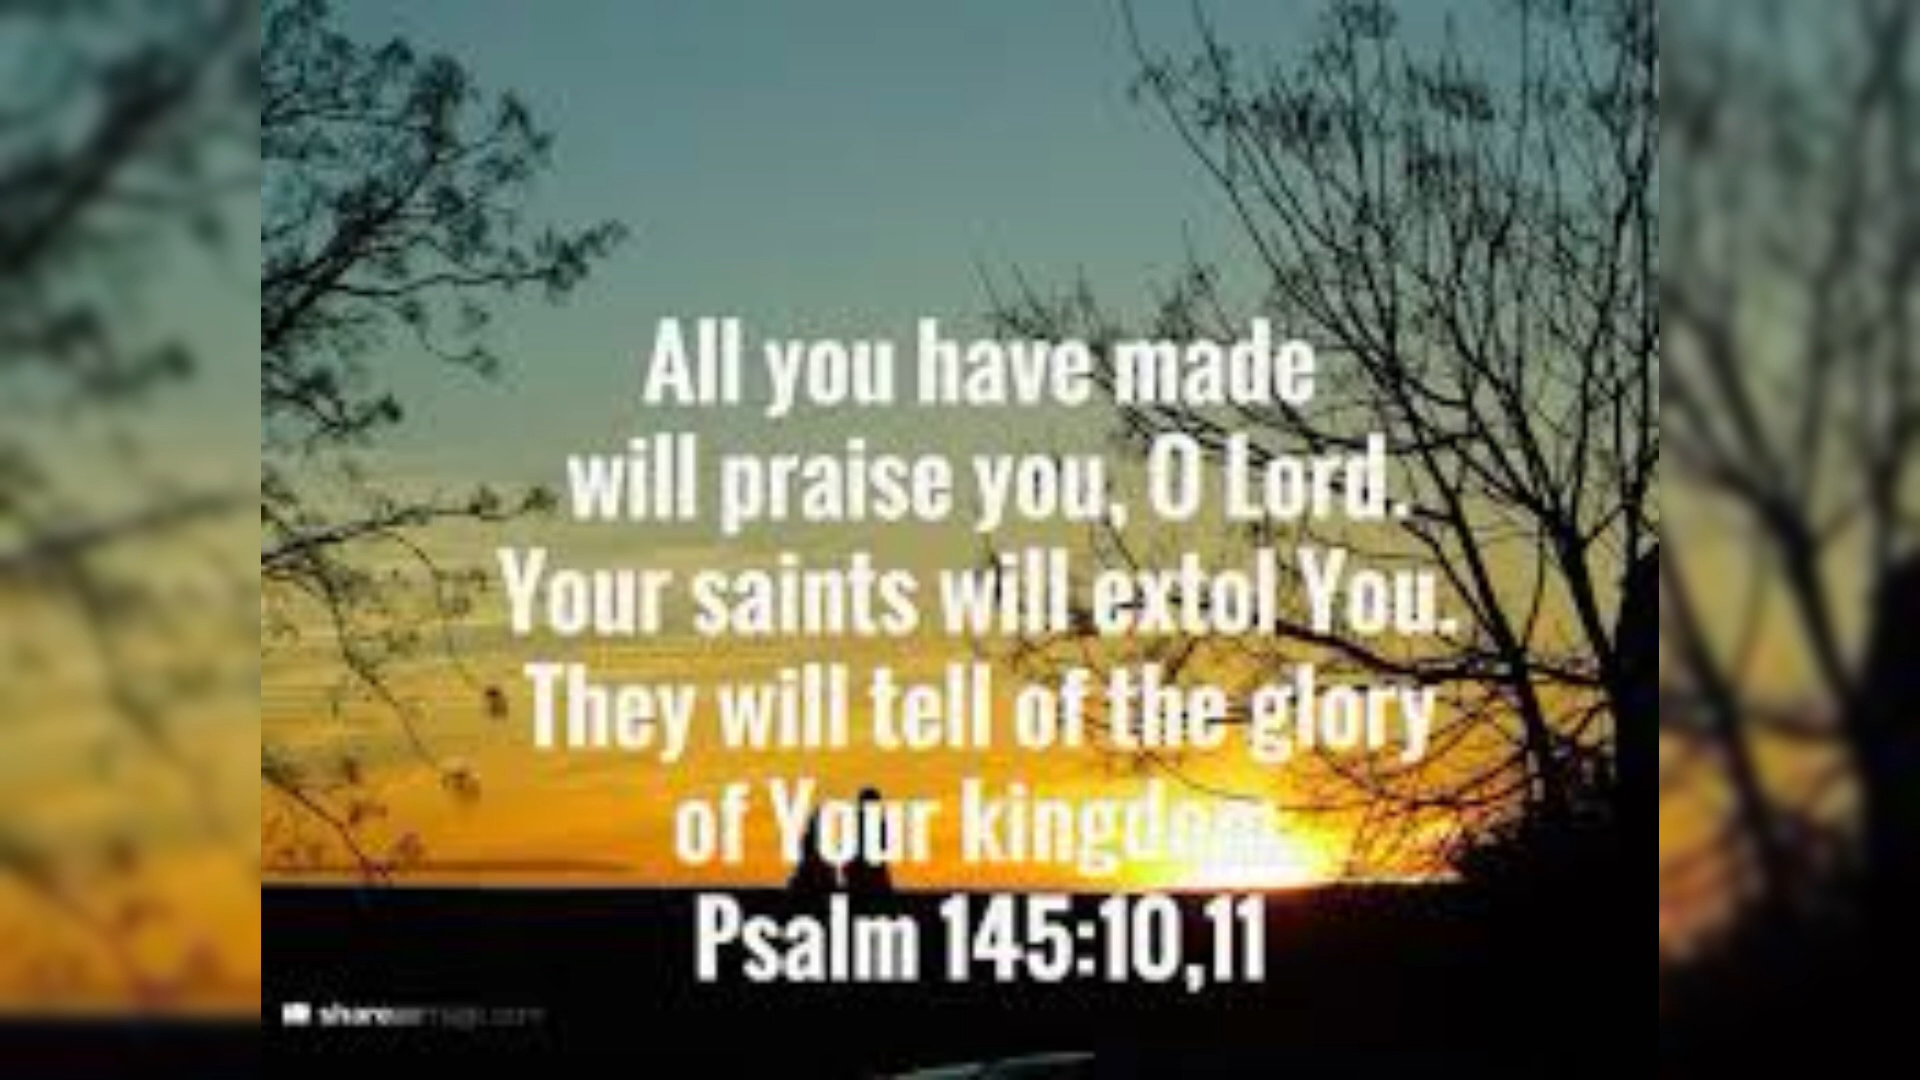 All you have made
will praise you, O Lord.
Your saints will extol You.
They will tell of the glory
of Your kingdom.
Psalm 145:10,11